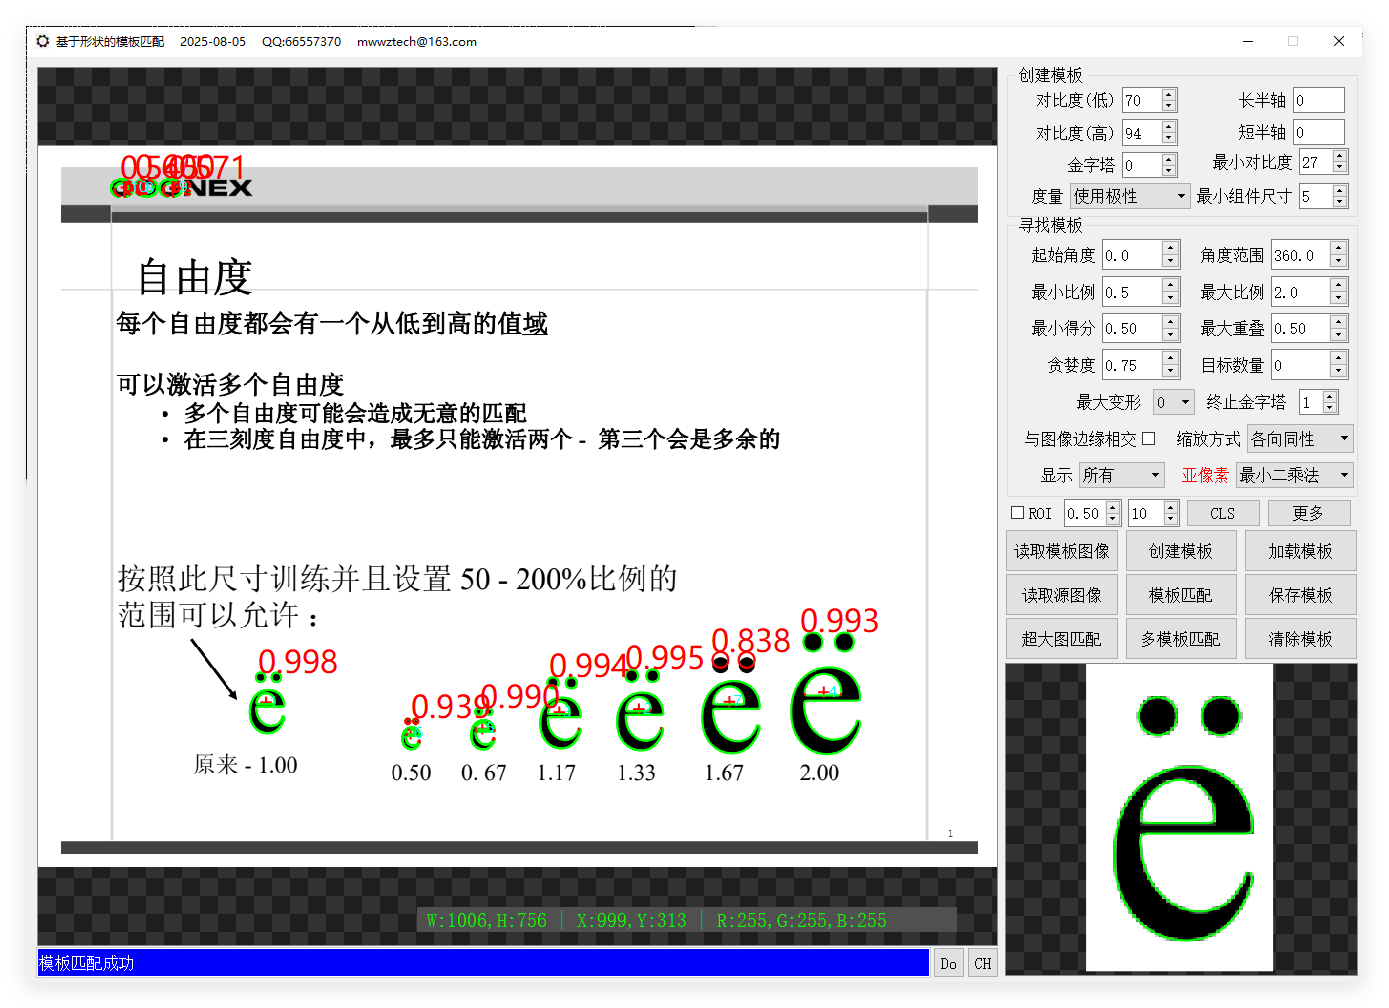 基于形状的模板匹配 2025-08-05 QQ:66557370 mwwztech@163.com
NEX
自由度
每个自由度都会有一个从低到高的值域
可以激活多个自由度
• 多个自由度可能会造成无意的匹配
• 在三刻度自由度中，最多只能激活两个 - 第三个会是多余的
按照此尺寸训练并且设置 50 - 200%比例的
范围可以允许：
0.998 0.939 0.990 0.994 0.995 0.838 0.993
ë ë ë ë ë ë ë
原来 - 1.00 0.50 0.67 1.17 1.33 1.67 2.00
1
W:1006,H:756 | X:999,Y:313 | R:255,G:255,B:255
模板匹配成功 Do CH
创建模板
对比度(低) 70 长半轴 0
对比度(高) 94 短半轴 0
金字塔 0 最小对比度 27
度量 使用极性 最小组件尺寸 5
寻找模板
起始角度 0.0 角度范围 360.0
最小比例 0.5 最大比例 2.0
最小得分 0.50 最大重叠 0.50
贪婪度 0.75 目标数量 0
最大变形 0 终止金字塔 1
与图像边缘相交 缩放方式 各向同性
显示 所有 亚像素 最小二乘法
ROI 0.50 10 CLS 更多
读取模板图像 创建模板 加载模板
读取源图像 模板匹配 保存模板
超大图匹配 多模板匹配 清除模板
ë